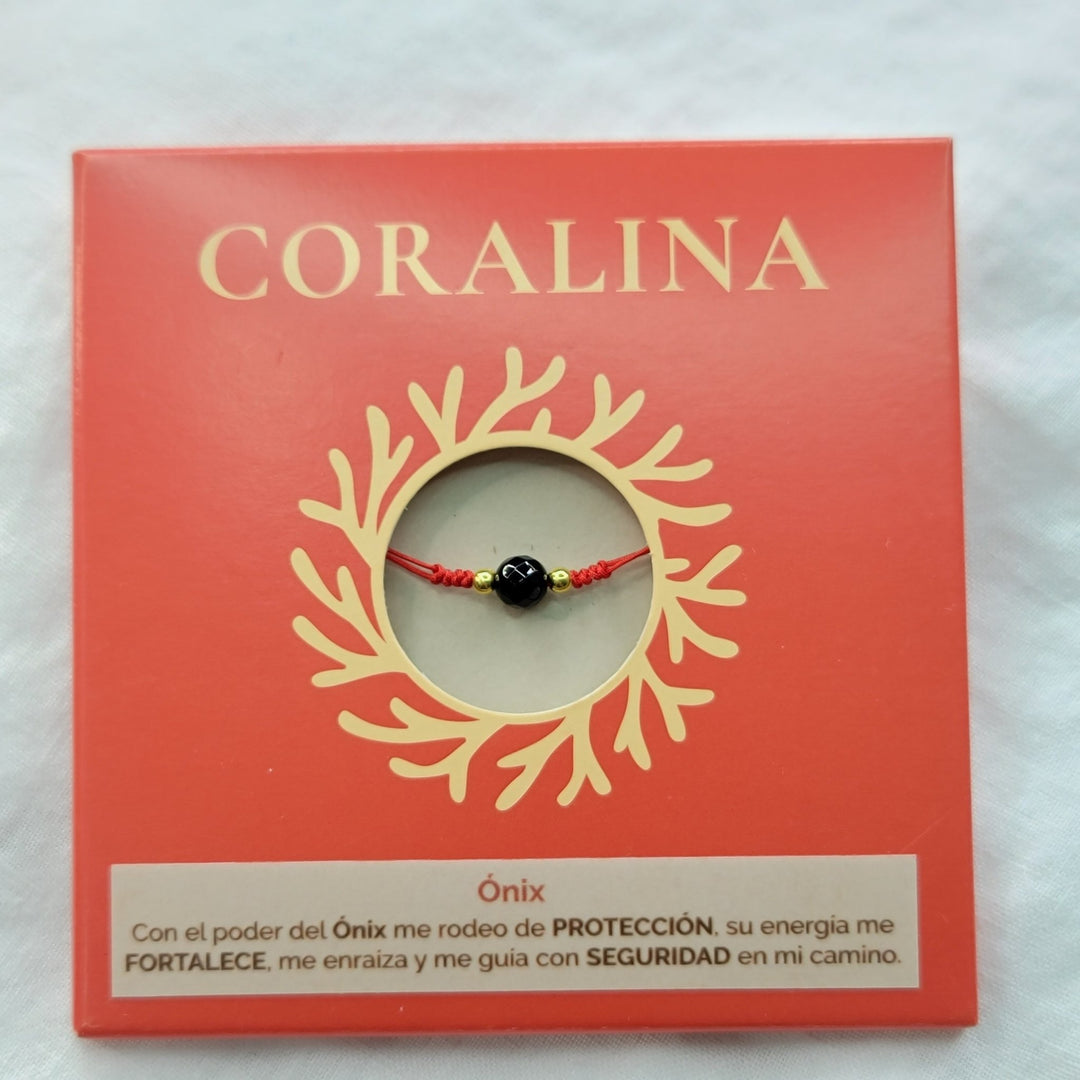 CORALINA
Ónix
Con el poder del Ónix me rodeo de PROTECCIÓN, su energia me
FORTALECE, me enraiza y me guia con SEGURIDAD en mi camino.